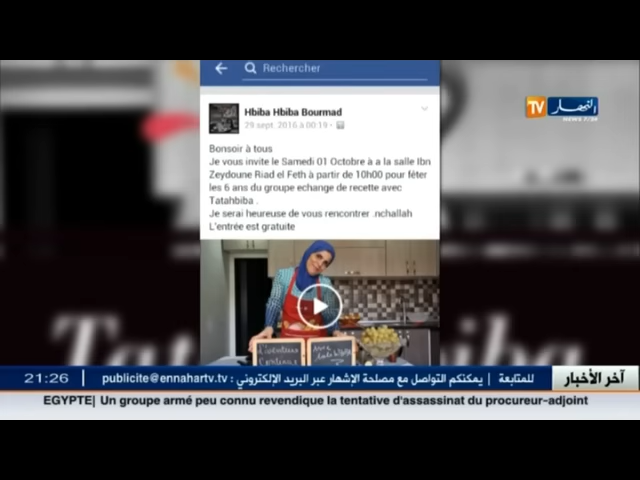 Rechercher
Hbiba Hbiba Bourmad
29 sept. 2016 à 00:19
Bonsoir à tous
Je vous invite le Samedi 01 Octobre à a la salle Ibn
Zeydoune Riad el Feth à partir de 10h00 pour féter
les 6 ans du groupe echange de recette avec
Tatahbiba .
Je serai heureuse de vous rencontrer .nchallah
L'entrée est gratuite
TV النهار
21:26
للمتابعة | يمكنكم التواصل مع مصلحة الإشهار عبر البريد الإلكتروني : publicite@ennahartv.tv
آخر الأخبار
EGYPTE| Un groupe armé peu connu revendique la tentative d'assassinat du procureur-adjoint